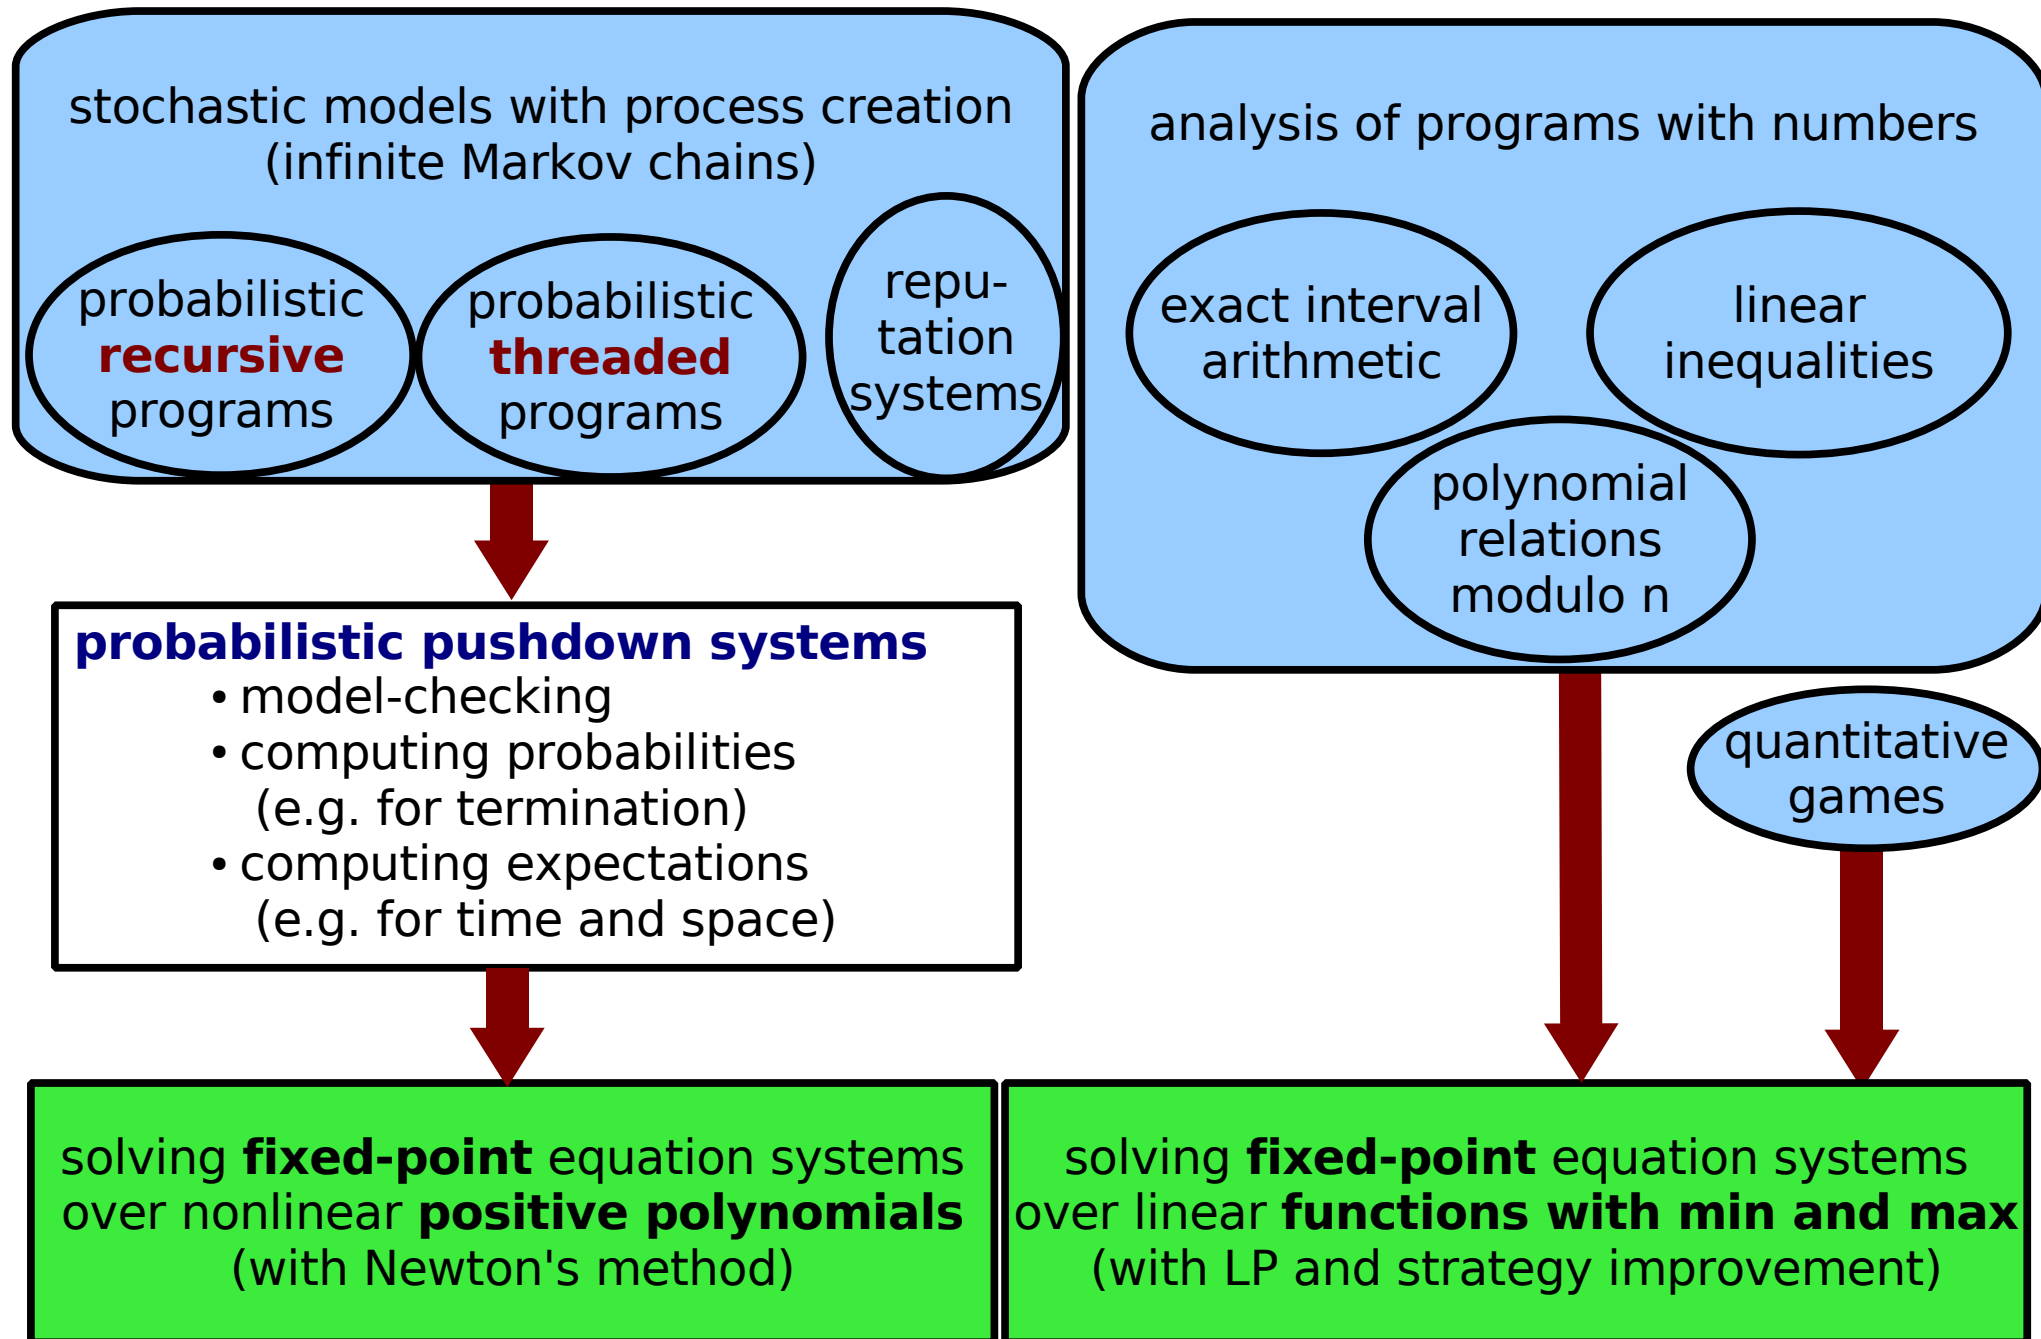 stochastic models with process creation
(infinite Markov chains)
probabilistic
recursive
programs
probabilistic
threaded
programs
repu-
tation
systems
analysis of programs with numbers
exact interval
arithmetic
linear
inequalities
polynomial
relations
modulo n
probabilistic pushdown systems
• model-checking
• computing probabilities
(e.g. for termination)
• computing expectations
(e.g. for time and space)
quantitative
games
solving fixed-point equation systems
over nonlinear positive polynomials
(with Newton's method)
solving fixed-point equation systems
over linear functions with min and max
(with LP and strategy improvement)